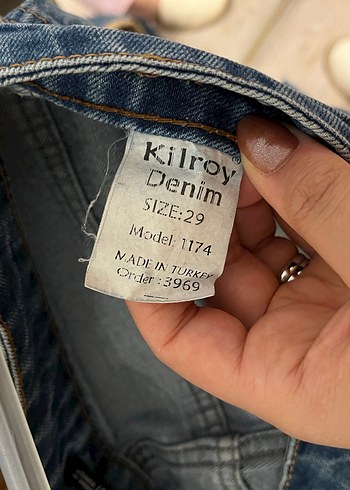 Kilroy
Denim
SIZE:29
Model: 1174
MADE IN TURKEY
Order :3969